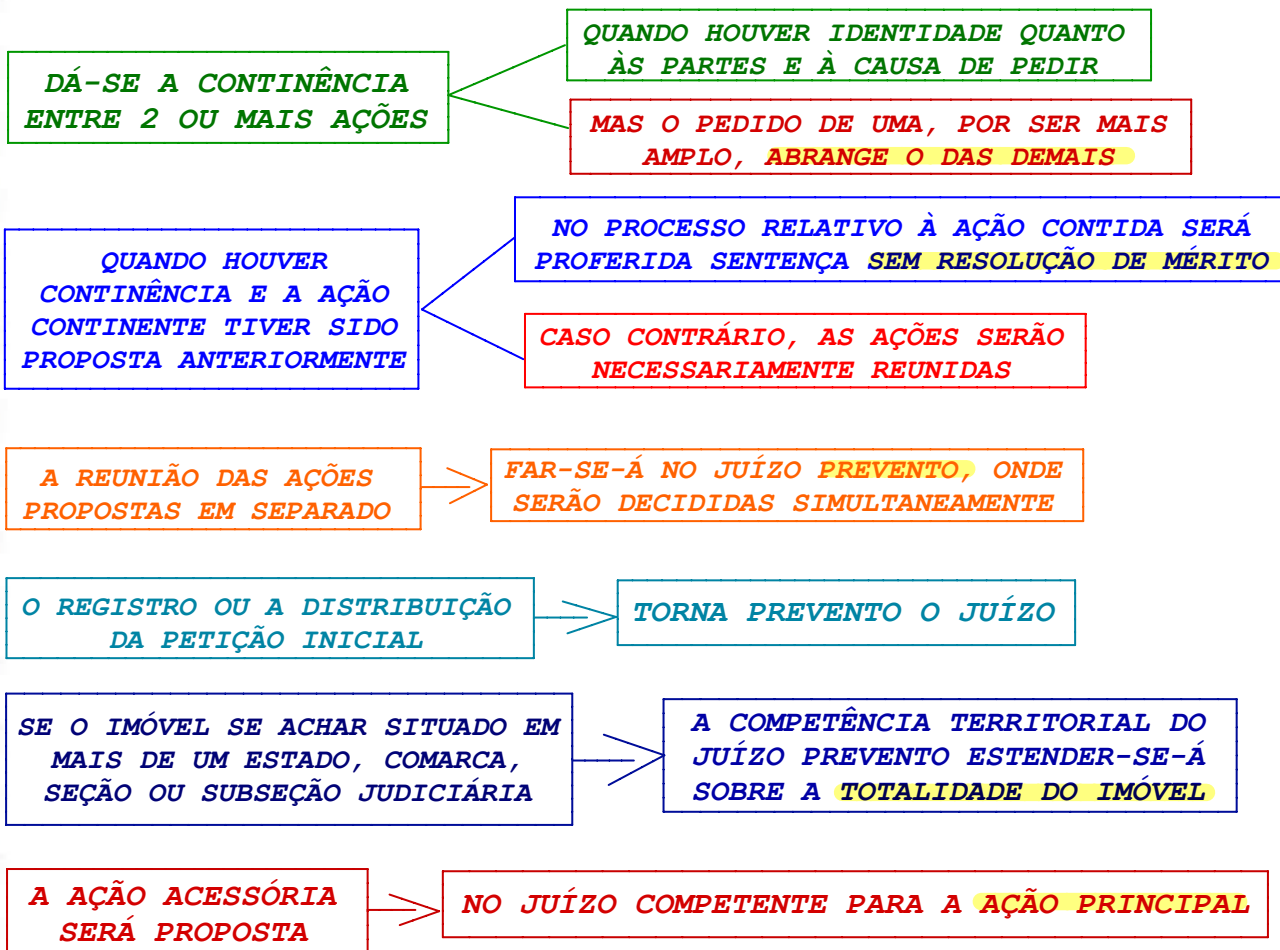 DÁ-SE A CONTINÊNCIA
ENTRE 2 OU MAIS AÇÕES
QUANDO HOUVER IDENTIDADE QUANTO
ÀS PARTES E À CAUSA DE PEDIR
MAS O PEDIDO DE UMA, POR SER MAIS
AMPLO, ABRANGE O DAS DEMAIS
QUANDO HOUVER
CONTINÊNCIA E A AÇÃO
CONTINENTE TIVER SIDO
PROPOSTA ANTERIORMENTE
NO PROCESSO RELATIVO À AÇÃO CONTIDA SERÁ
PROFERIDA SENTENÇA SEM RESOLUÇÃO DE MÉRITO
CASO CONTRÁRIO, AS AÇÕES SERÃO
NECESSARIAMENTE REUNIDAS
A REUNIÃO DAS AÇÕES
PROPOSTAS EM SEPARADO
FAR-SE-Á NO JUÍZO PREVENTO, ONDE
SERÃO DECIDIDAS SIMULTANEAMENTE
O REGISTRO OU A DISTRIBUIÇÃO
DA PETIÇÃO INICIAL
TORNA PREVENTO O JUÍZO
SE O IMÓVEL SE ACHAR SITUADO EM
MAIS DE UM ESTADO, COMARCA,
SEÇÃO OU SUBSEÇÃO JUDICIÁRIA
A COMPETÊNCIA TERRITORIAL DO
JUÍZO PREVENTO ESTENDER-SE-Á
SOBRE A TOTALIDADE DO IMÓVEL
A AÇÃO ACESSÓRIA
SERÁ PROPOSTA
NO JUÍZO COMPETENTE PARA A AÇÃO PRINCIPAL